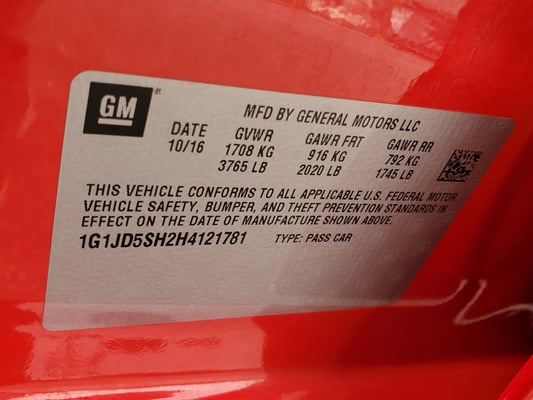 GM
MFD BY GENERAL MOTORS LLC
DATE GVWR GAWR FRT GAWR RR
10/16 1708 KG 916 KG 792 KG
3765 LB 2020 LB 1745 LB
THIS VEHICLE CONFORMS TO ALL APPLICABLE U.S. FEDERAL MOTOR
VEHICLE SAFETY, BUMPER, AND THEFT PREVENTION STANDARDS IN
EFFECT ON THE DATE OF MANUFACTURE SHOWN ABOVE.
1G1JD5SH2H4121781 TYPE: PASS CAR